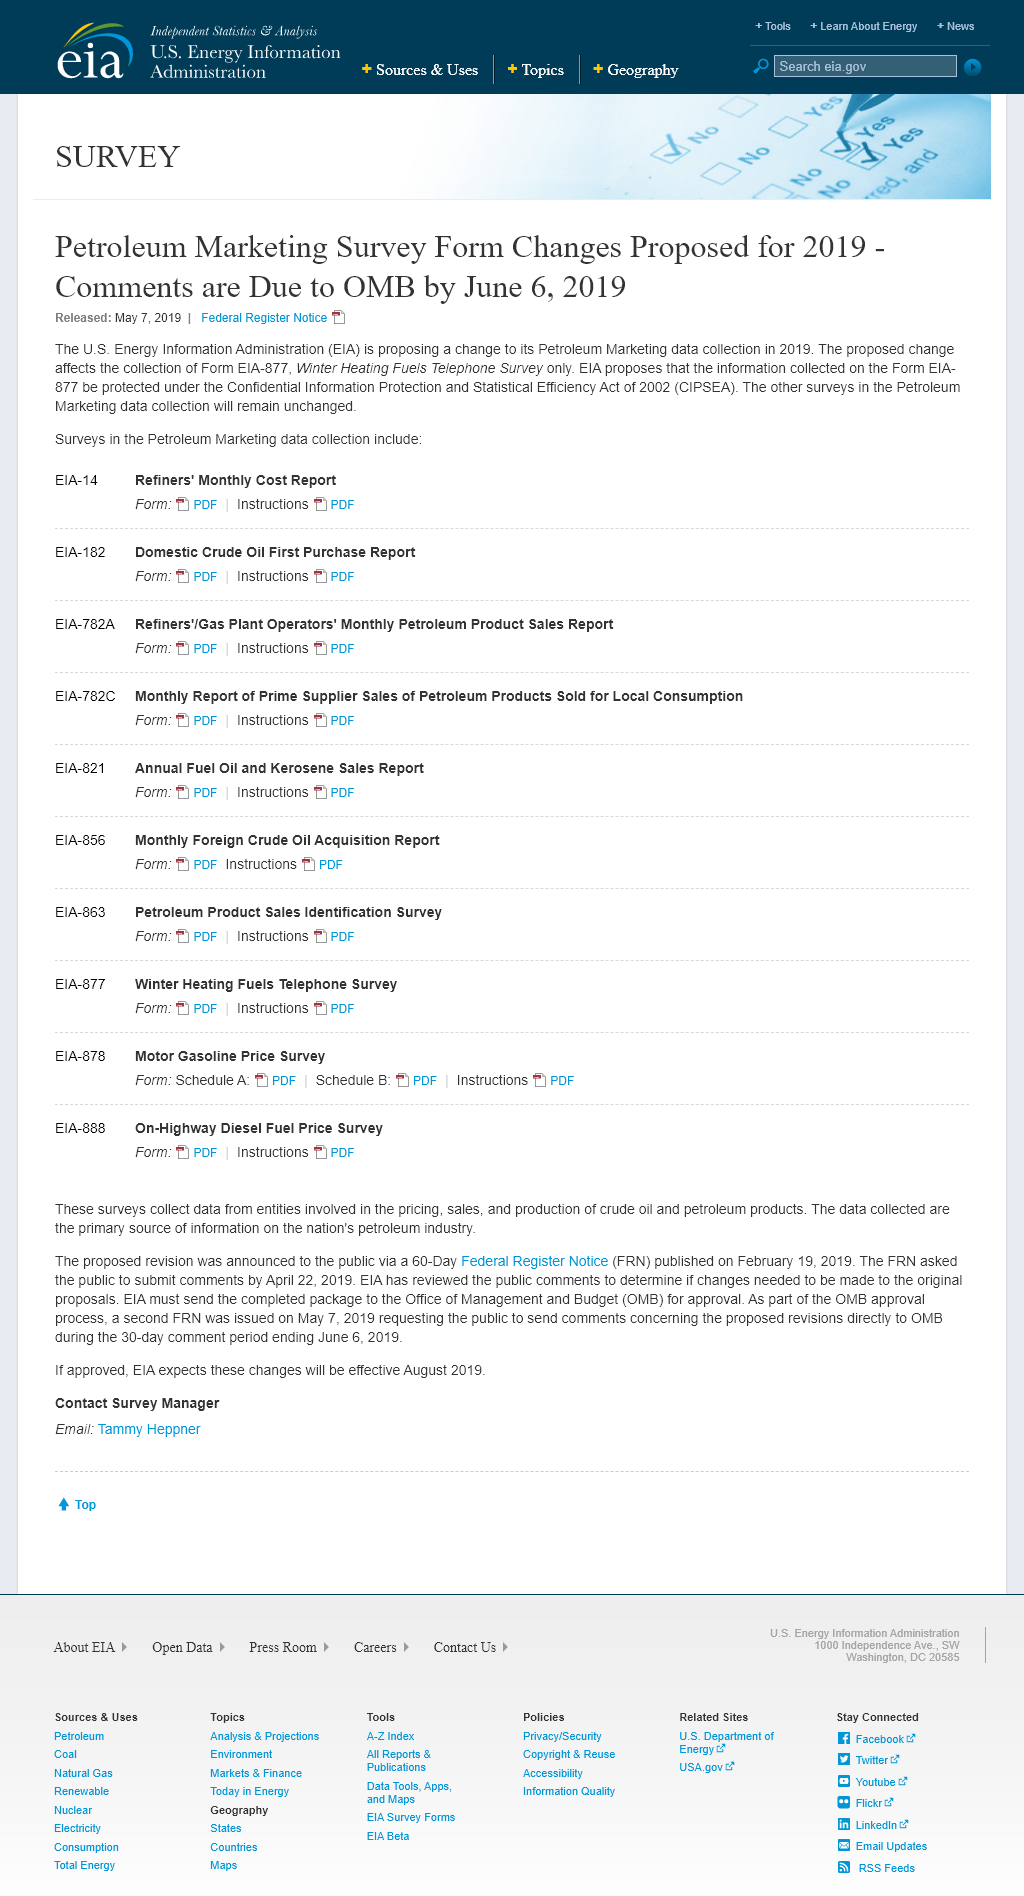 + Tools + Learn About Energy + News
eia
Independent Statistics & Analysis
U.S. Energy Information
Administration
+ Sources & Uses + Topics + Geography
Search eia.gov
SURVEY
No
Yes
Yes
No
No
No
rred, and
Petroleum Marketing Survey Form Changes Proposed for 2019 -
Comments are Due to OMB by June 6, 2019
Released: May 7, 2019 | Federal Register Notice
The U.S. Energy Information Administration (EIA) is proposing a change to its Petroleum Marketing data collection in 2019. The proposed change
affects the collection of Form EIA-877, Winter Heating Fuels Telephone Survey only. EIA proposes that the information collected on the Form EIA-
877 be protected under the Confidential Information Protection and Statistical Efficiency Act of 2002 (CIPSEA). The other surveys in the Petroleum
Marketing data collection will remain unchanged.
Surveys in the Petroleum Marketing data collection include:
EIA-14 Refiners' Monthly Cost Report
Form: PDF | Instructions PDF
EIA-182 Domestic Crude Oil First Purchase Report
Form: PDF | Instructions PDF
EIA-782A Refiners'/Gas Plant Operators' Monthly Petroleum Product Sales Report
Form: PDF | Instructions PDF
EIA-782C Monthly Report of Prime Supplier Sales of Petroleum Products Sold for Local Consumption
Form: PDF | Instructions PDF
EIA-821 Annual Fuel Oil and Kerosene Sales Report
Form: PDF | Instructions PDF
EIA-856 Monthly Foreign Crude Oil Acquisition Report
Form: PDF Instructions PDF
EIA-863 Petroleum Product Sales Identification Survey
Form: PDF | Instructions PDF
EIA-877 Winter Heating Fuels Telephone Survey
Form: PDF | Instructions PDF
EIA-878 Motor Gasoline Price Survey
Form: Schedule A: PDF | Schedule B: PDF | Instructions PDF
EIA-888 On-Highway Diesel Fuel Price Survey
Form: PDF | Instructions PDF
These surveys collect data from entities involved in the pricing, sales, and production of crude oil and petroleum products. The data collected are
the primary source of information on the nation's petroleum industry.
The proposed revision was announced to the public via a 60-Day Federal Register Notice (FRN) published on February 19, 2019. The FRN asked
the public to submit comments by April 22, 2019. EIA has reviewed the public comments to determine if changes needed to be made to the original
proposals. EIA must send the completed package to the Office of Management and Budget (OMB) for approval. As part of the OMB approval
process, a second FRN was issued on May 7, 2019 requesting the public to send comments concerning the proposed revisions directly to OMB
during the 30-day comment period ending June 6, 2019.
If approved, EIA expects these changes will be effective August 2019.
Contact Survey Manager
Email: Tammy Heppner
Top
About EIA Open Data Press Room Careers Contact Us
U.S. Energy Information Administration
1000 Independence Ave., SW
Washington, DC 20585
Sources & Uses
Petroleum
Coal
Natural Gas
Renewable
Nuclear
Electricity
Consumption
Total Energy
Topics
Analysis & Projections
Environment
Markets & Finance
Today in Energy
Geography
States
Countries
Maps
Tools
A-Z Index
All Reports &
Publications
Data Tools, Apps,
and Maps
EIA Survey Forms
EIA Beta
Policies
Privacy/Security
Copyright & Reuse
Accessibility
Information Quality
Related Sites
U.S. Department of
Energy
USA.gov
Stay Connected
Facebook
Twitter
Youtube
Flickr
LinkedIn
Email Updates
RSS Feeds